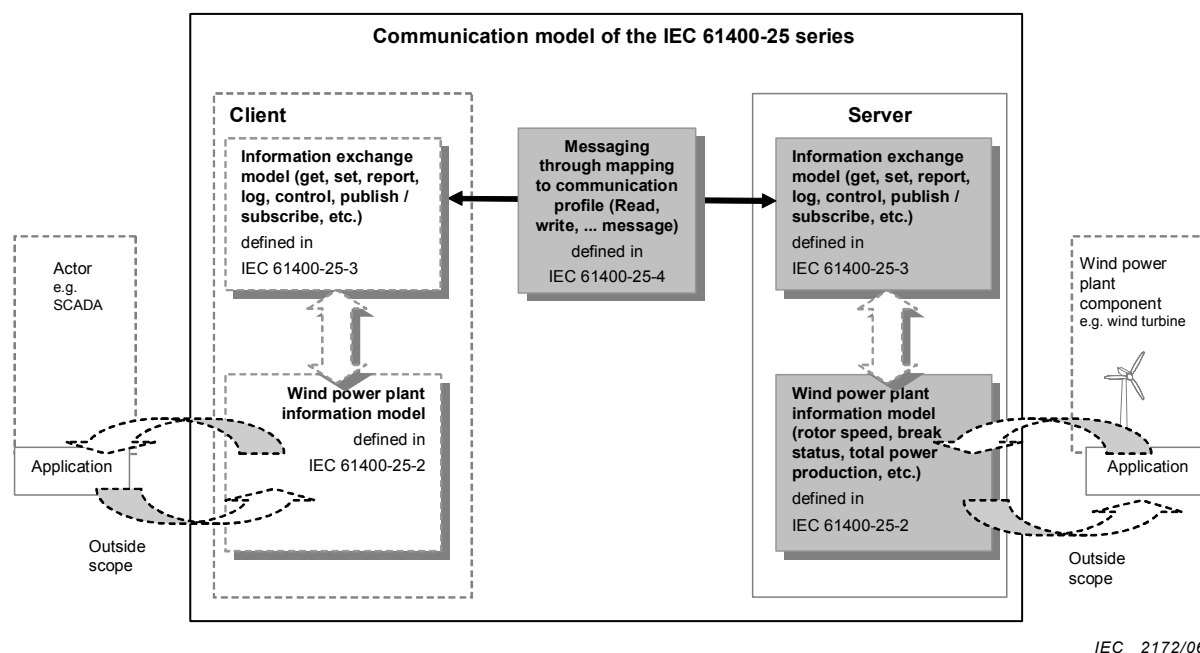 Communication model of the IEC 61400-25 series
Client
Information exchange
model (get, set, report,
log, control, publish /
subscribe, etc.)
defined in
IEC 61400-25-3
Messaging
through mapping
to communication
profile (Read,
write, ... message)
defined in
IEC 61400-25-4
Server
Information exchange
model (get, set, report,
log, control, publish /
subscribe, etc.)
defined in
IEC 61400-25-3
Actor
e.g.
SCADA
Wind power
plant
component
e.g. wind turbine
Wind power plant
information model
defined in
IEC 61400-25-2
Wind power plant
information model
(rotor speed, break
status, total power
production, etc.)
defined in
IEC 61400-25-2
Application
Application
Outside
scope
Outside
scope
IEC 2172/06